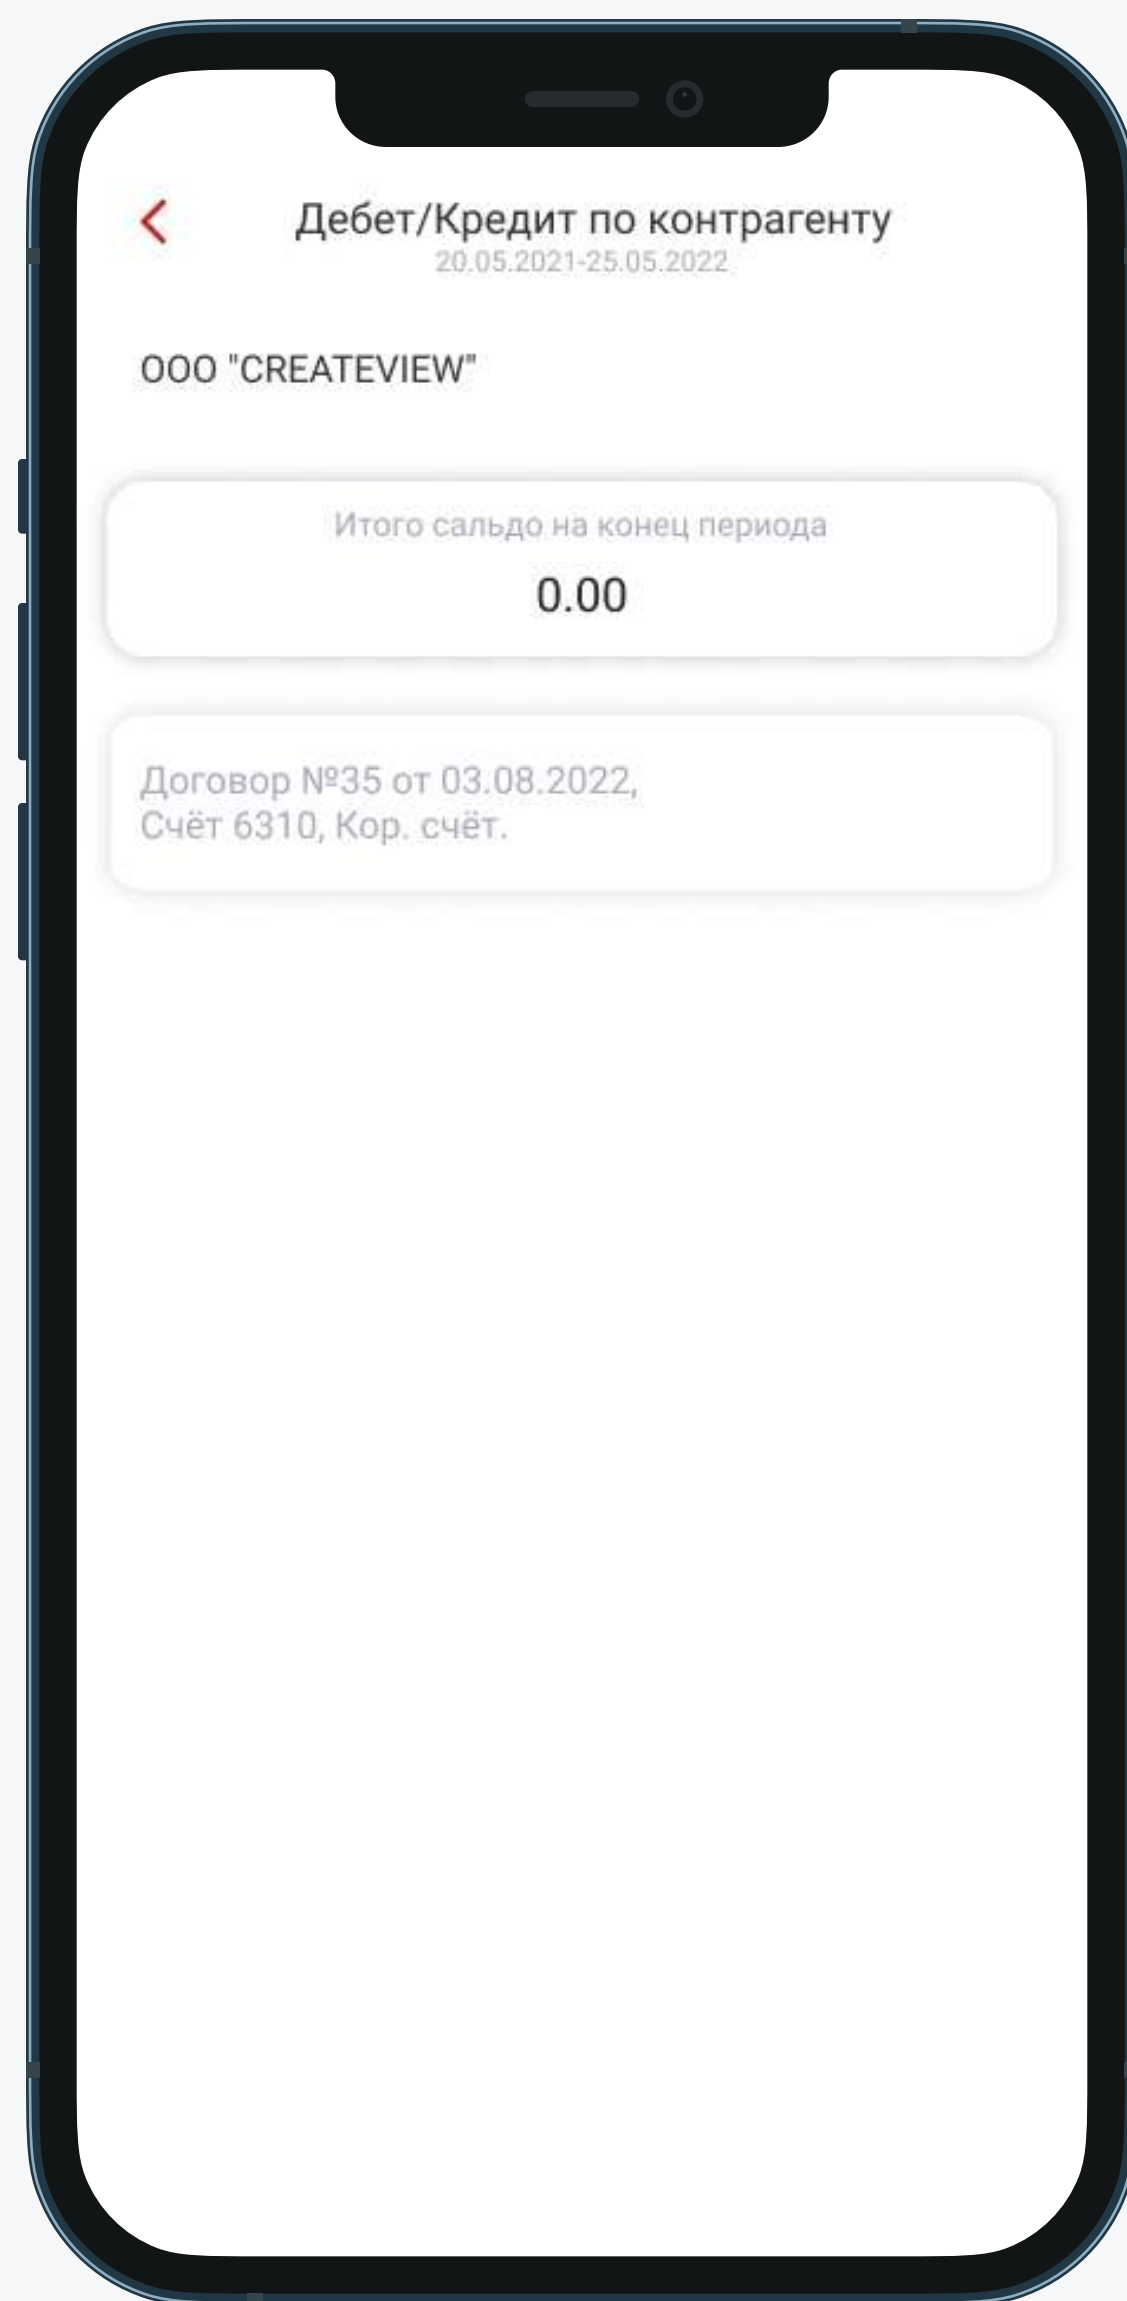 Дебет/Кредит по контрагенту
20.05.2021-25.05.2022
ООО "CREATEVIEW"
Итого сальдо на конец периода
0.00
Договор №35 от 03.08.2022,
Счёт 6310, Кор. счёт.